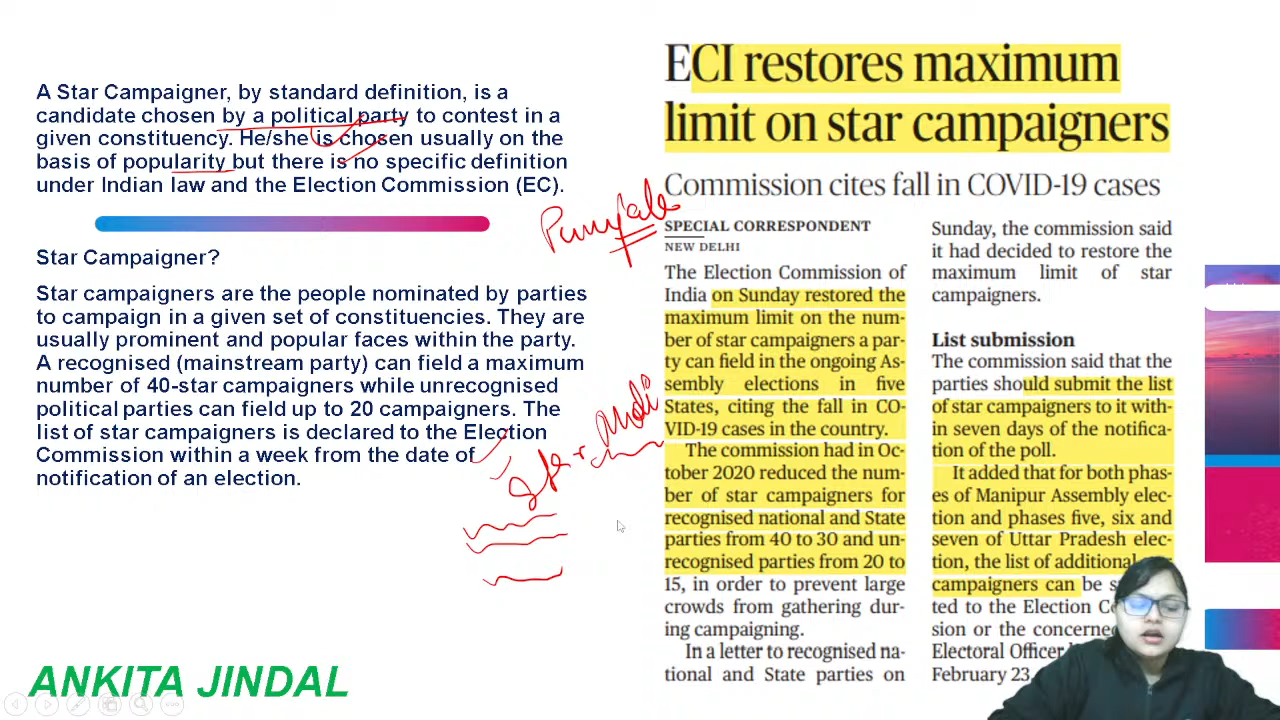 A Star Campaigner, by standard definition, is a
candidate chosen by a political party to contest in a
given constituency. He/she is chosen usually on the
basis of popularity but there is no specific definition
under Indian law and the Election Commission (EC).
Star Campaigner?
Star campaigners are the people nominated by parties
to campaign in a given set of constituencies. They are
usually prominent and popular faces within the party.
A recognised (mainstream party) can field a maximum
number of 40-star campaigners while unrecognised
political parties can field up to 20 campaigners. The
list of star campaigners is declared to the Election
Commission within a week from the date of
notification of an election.
ANKITA JINDAL
ECI restores maximum
limit on star campaigners
Commission cites fall in COVID-19 cases
SPECIAL CORRESPONDENT
NEW DELHI
The Election Commission of
India on Sunday restored the
maximum limit on the num-
ber of star campaigners a par-
ty can field in the ongoing As-
sembly elections in five
States, citing the fall in CO-
VID-19 cases in the country.
The commission had in Oc-
tober 2020 reduced the num-
ber of star campaigners for
recognised national and State
parties from 40 to 30 and un-
recognised parties from 20 to
15, in order to prevent large
crowds from gathering dur-
ing campaigning.
In a letter to recognised na-
tional and State parties on
Sunday, the commission said
it had decided to restore the
maximum limit of star
campaigners.
List submission
The commission said that the
parties should submit the list
of star campaigners to it with-
in seven days of the notifica-
tion of the poll.
It added that for both phas-
es of Manipur Assembly elec-
tion and phases five, six and
seven of Uttar Pradesh elec-
tion, the list of additional
campaigners can be
ted to the Election
sion or the concerned
Electoral Officer
February 23.
Modi